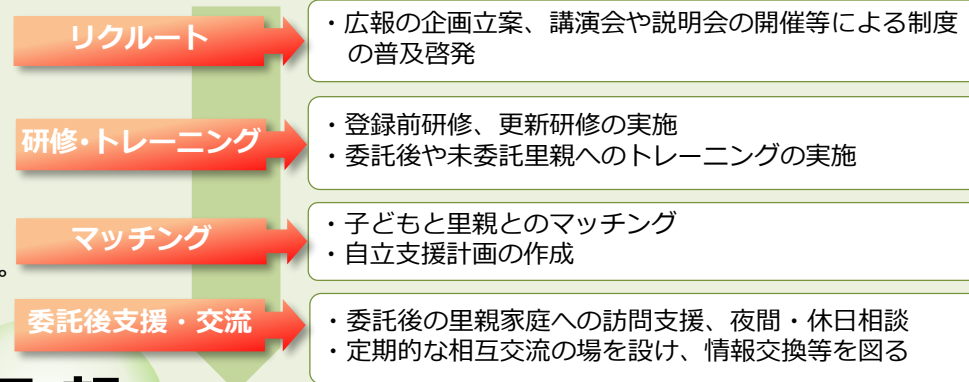 リクルート
・広報の企画立案、講演会や説明会の開催等による制度
の普及啓発
研修・トレーニング
・登録前研修、更新研修の実施
・委託後や未委託里親へのトレーニングの実施
マッチング
・子どもと里親とのマッチング
・自立支援計画の作成
。
委託後支援・交流
・委託後の里親家庭への訪問支援、夜間・休日相談
・定期的な相互交流の場を設け、情報交換等を図る